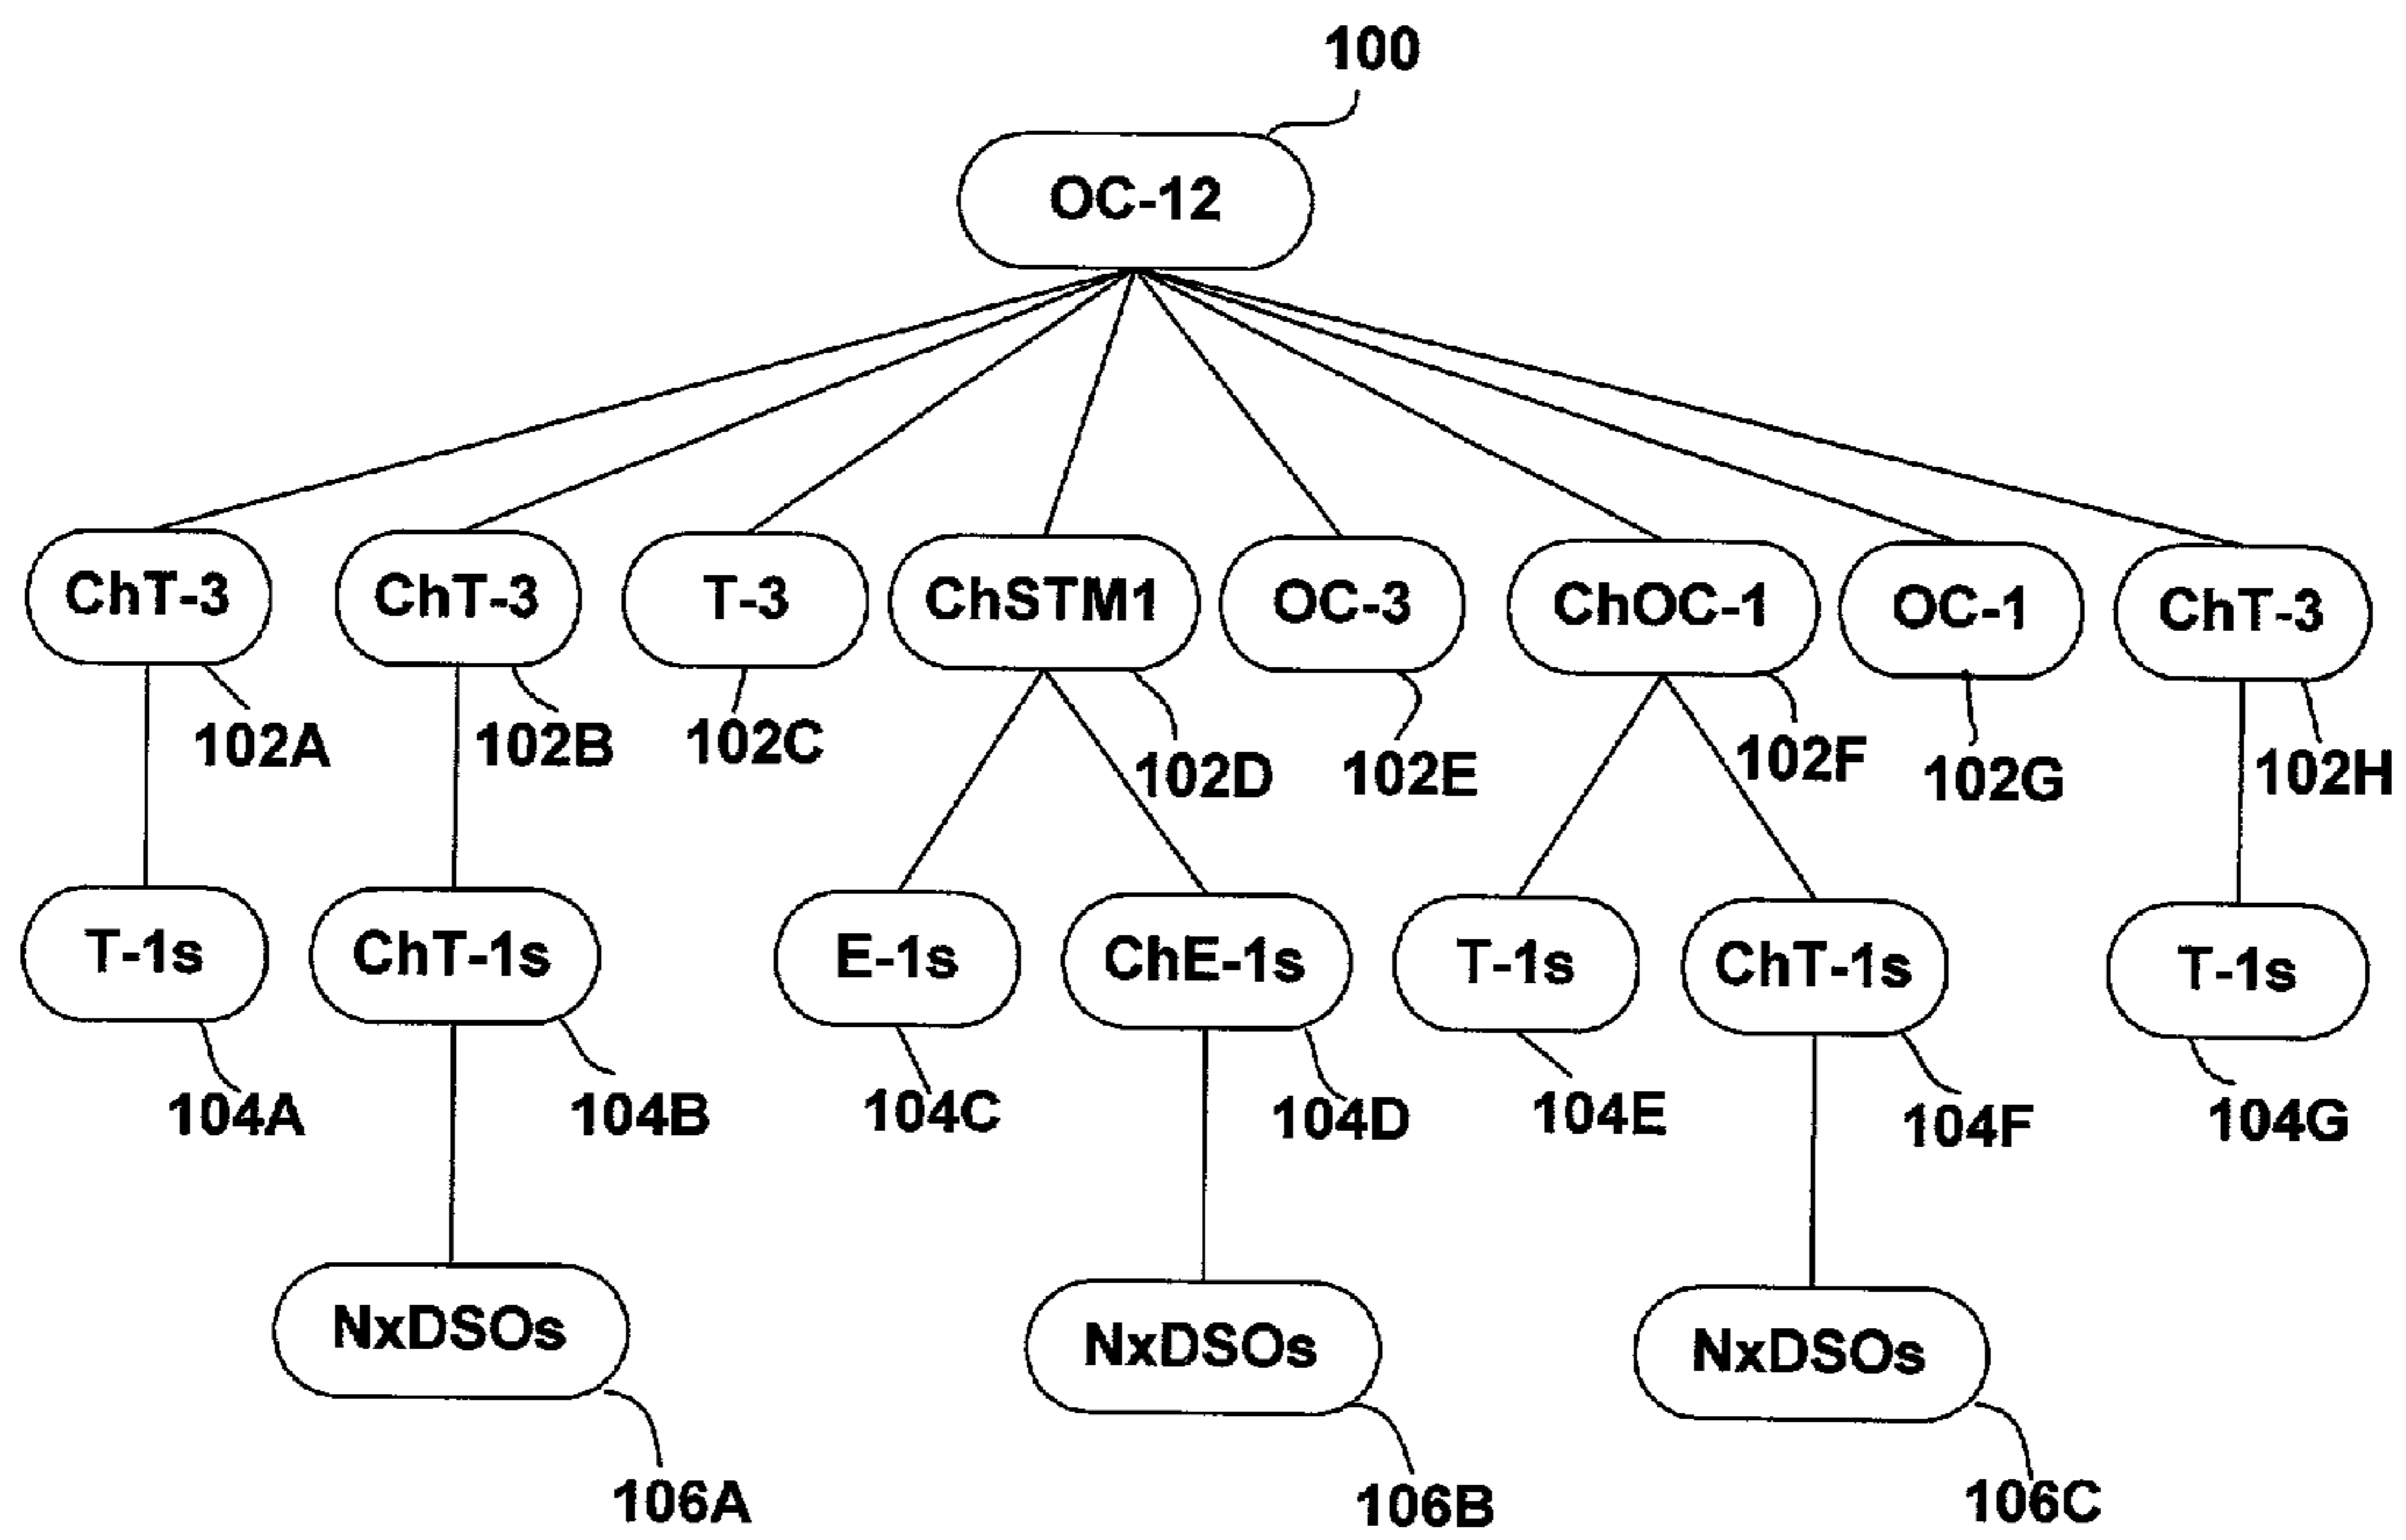 100
OC-12
ChT-3
ChT-3
T-3
ChSTM1
OC-3
ChOC-1
OC-1
ChT-3
102A
102B
102C
102D
102E
102F
102G
102H
T-1s
ChT-1s
E-1s
ChE-1s
T-1s
ChT-1s
T-1s
104A
104B
104C
104D
104E
104F
104G
NxDSOs
NxDSOs
NxDSOs
106A
106B
106C